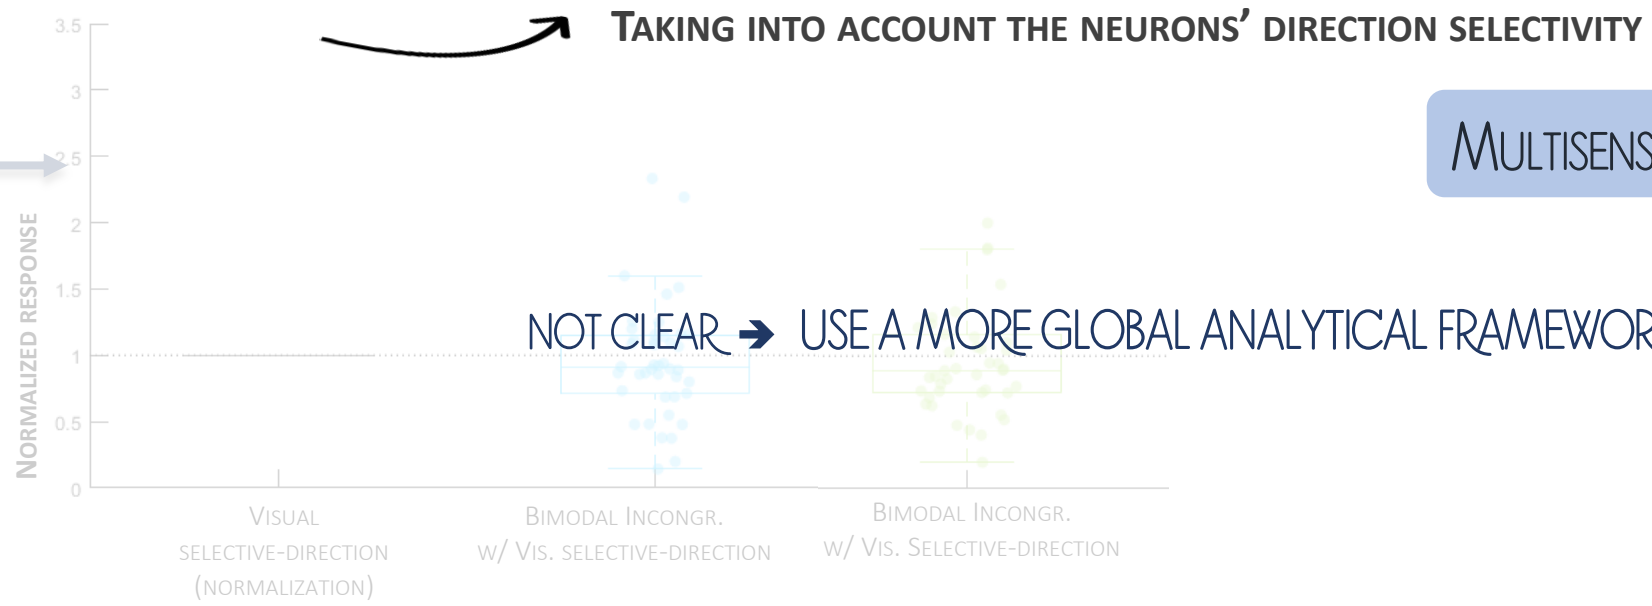 TAKING INTO ACCOUNT THE NEURONS' DIRECTION SELECTIVITY
3.5
3
2.5
2
1.5
1
0.5
0
NORMALIZED RESPONSE
NOT CLEAR ➔ USE A MORE GLOBAL ANALYTICAL
VISUAL
SELECTIVE-DIRECTION
(NORMALIZATION)
BIMODAL INCONGR.
W/ VIS. SELECTIVE-DIRECTION
BIMODAL INCONGR.
W/ VIS. SELECTIVE-DIRECTION